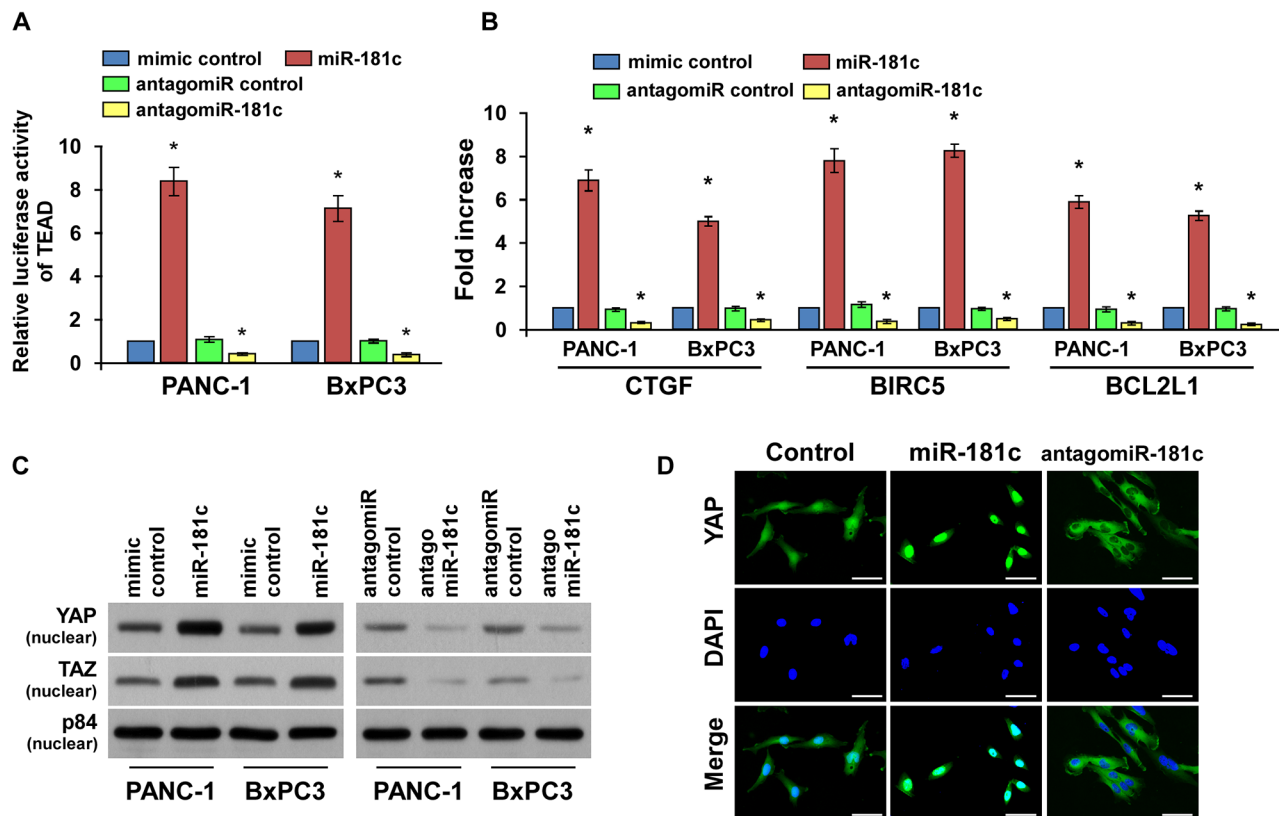 A
mimic control
miR-181c
antagomiR control
antagomiR-181c
Relative luciferase activity
of TEAD
10
8
6
4
2
0
*
*
*
*
PANC-1
BxPC3
B
mimic control
miR-181c
antagomiR control
antagomiR-181c
Fold increase
10
8
6
4
2
0
*
*
*
*
*
*
*
*
*
*
*
*
PANC-1
BxPC3
PANC-1
BxPC3
PANC-1
BxPC3
CTGF
BIRC5
BCL2L1
C
mimic
control
miR-181c
mimic
control
miR-181c
antagomiR
control
antago
miR-181c
antagomiR
control
antago
miR-181c
YAP
(nuclear)
TAZ
(nuclear)
p84
(nuclear)
PANC-1
BxPC3
PANC-1
BxPC3
D
Control
miR-181c
antagomiR-181c
YAP
DAPI
Merge